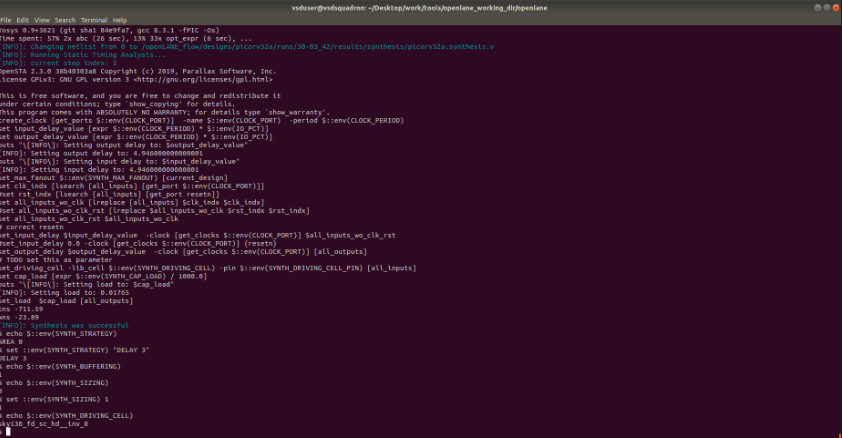 vsduser@vsdsquadron: ~/Desktop/work/tools/openlane_working_dir/openlane
File Edit View Search Terminal Help
Yosys 0.9+3621 (git sha1 84e9fa7, gcc 8.3.1 -fPIC -Os)
Time spent: 57% 2x abc (26 sec), 13% 33x opt_expr (6 sec), ...
[INFO]: Changing netlist from 0 to /openLANE_flow/designs/picorv32a/runs/30-03_42/results/synthesis/picorv32a.synthesis.v
[INFO]: Running Static Timing Analysis...
[INFO]: current step index: 2
OpenSTA 2.3.0 38b40303a8 Copyright (c) 2019, Parallax Software, Inc.
License GPLv3: GNU GPL version 3 <http://gnu.org/licenses/gpl.html>
This is free software, and you are free to change and redistribute it
under certain conditions; type `show_copying' for details.
This program comes with ABSOLUTELY NO WARRANTY; for details type `show_warranty'.
create_clock [get_ports $::env(CLOCK_PORT)]  -name $::env(CLOCK_PORT)  -period $::env(CLOCK_PERIOD)
set input_delay_value [expr $::env(CLOCK_PERIOD) * $::env(IO_PCT)]
set output_delay_value [expr $::env(CLOCK_PERIOD) * $::env(IO_PCT)]
puts "\[INFO\]: Setting output delay to: $output_delay_value"
[INFO]: Setting output delay to: 4.946000000000001
puts "\[INFO\]: Setting input delay to: $input_delay_value"
[INFO]: Setting input delay to: 4.946000000000001
set_max_fanout $::env(SYNTH_MAX_FANOUT) [current_design]
set clk_indx [lsearch [all_inputs] [get_port $::env(CLOCK_PORT)]]
#set rst_indx [lsearch [all_inputs] [get_port resetn]]
set all_inputs_wo_clk [lreplace [all_inputs] $clk_indx $clk_indx]
#set all_inputs_wo_clk_rst [lreplace $all_inputs_wo_clk $rst_indx $rst_indx]
set all_inputs_wo_clk_rst $all_inputs_wo_clk
# correct resetn
set_input_delay $input_delay_value  -clock [get_clocks $::env(CLOCK_PORT)] $all_inputs_wo_clk_rst
#set_input_delay 0.0 -clock [get_clocks $::env(CLOCK_PORT)] {resetn}
set_output_delay $output_delay_value  -clock [get_clocks $::env(CLOCK_PORT)] [all_outputs]
# TODO set this as parameter
set_driving_cell -lib_cell $::env(SYNTH_DRIVING_CELL) -pin $::env(SYNTH_DRIVING_CELL_PIN) [all_inputs]
set cap_load [expr $::env(SYNTH_CAP_LOAD) / 1000.0]
puts "\[INFO\]: Setting load to: $cap_load"
[INFO]: Setting load to: 0.01765
set_load  $cap_load [all_outputs]
tns -711.59
wns -23.89
[INFO]: Synthesis was successful
% echo $::env(SYNTH_STRATEGY)
AREA 0
% set ::env(SYNTH_STRATEGY) "DELAY 3"
DELAY 3
% echo $::env(SYNTH_BUFFERING)
1
% echo $::env(SYNTH_SIZING)
0
% set ::env(SYNTH_SIZING) 1
1
% echo $::env(SYNTH_DRIVING_CELL)
sky130_fd_sc_hd__inv_8
%